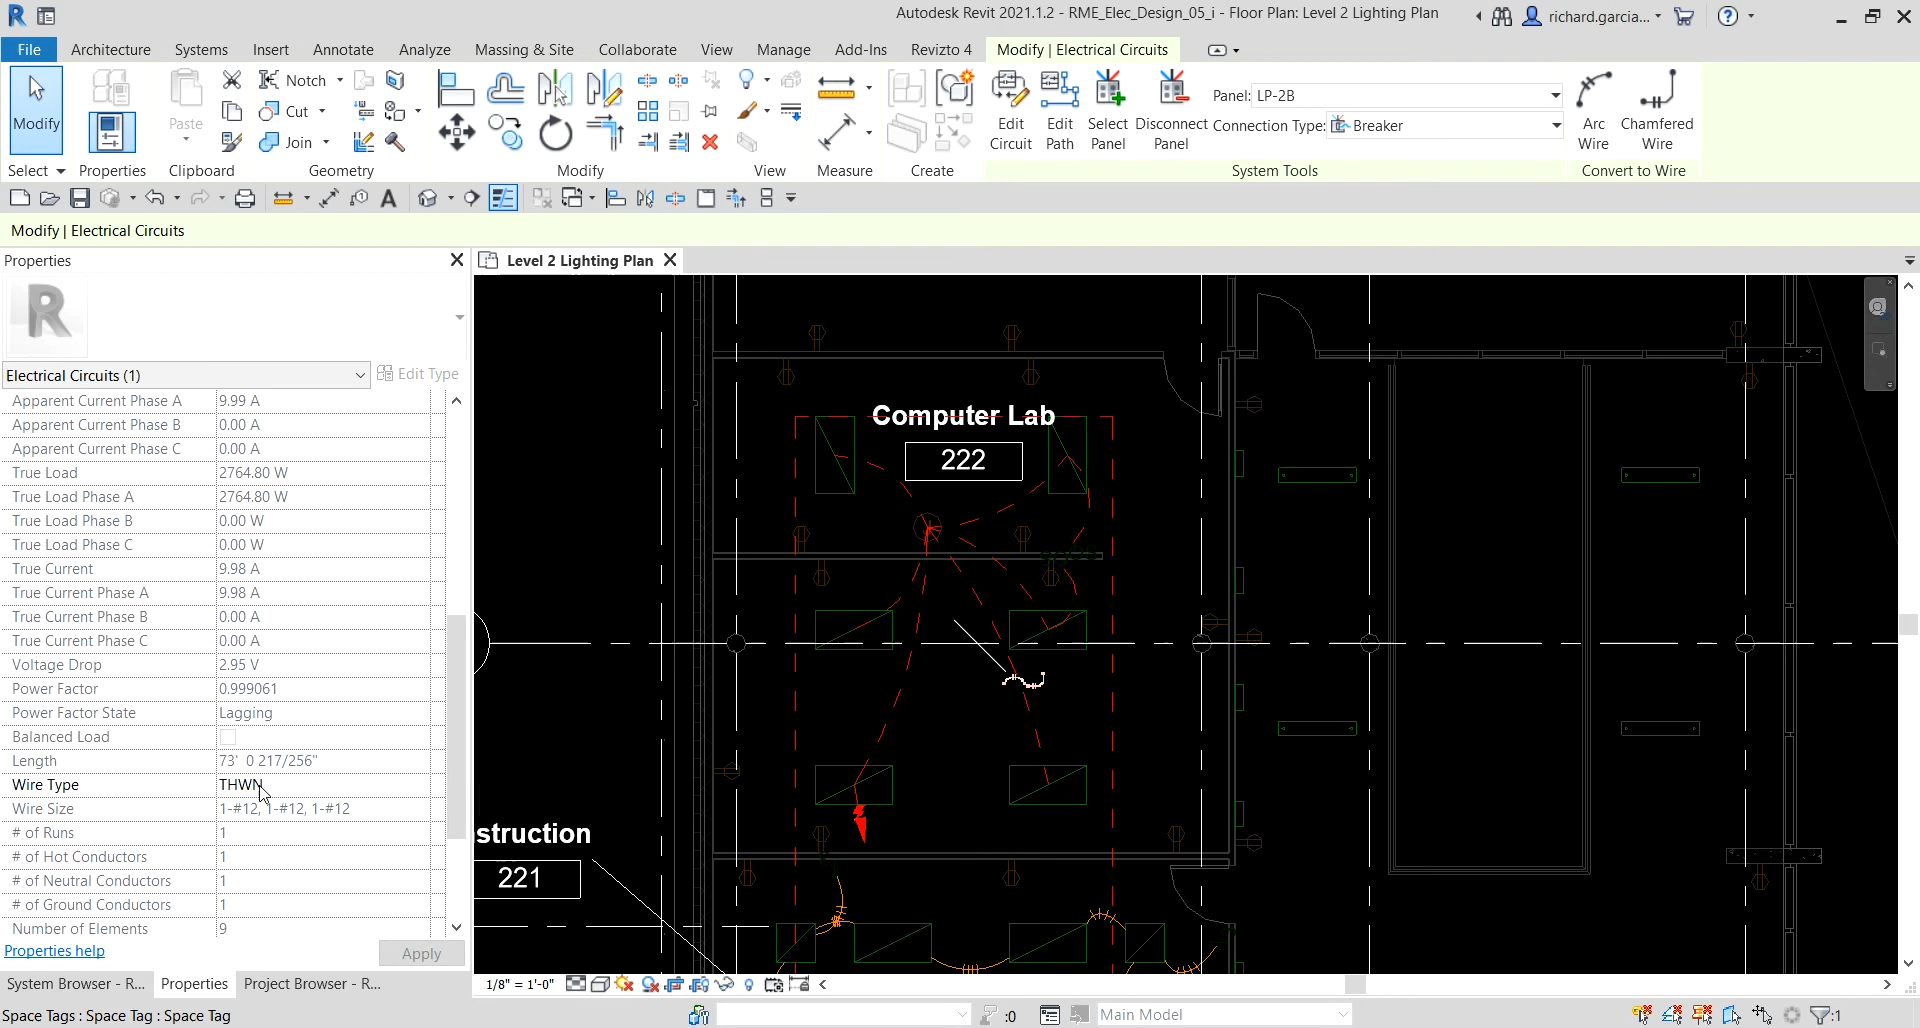 Autodesk Revit 2021.1.2 - RME_Elec_Design_05_i - Floor Plan: Level 2 Lighting Plan
richard.garcia...
File Architecture Systems Insert Annotate Analyze Massing & Site Collaborate View Manage Add-Ins Revizto 4 Modify | Electrical Circuits
Modify
Paste
Notch
Cut
Join
Edit Circuit
Edit Path
Select Panel
Disconnect Panel
Panel: LP-2B
Connection Type: Breaker
Arc Wire
Chamfered Wire
Select Properties Clipboard Geometry Modify View Measure Create System Tools Convert to Wire
Modify | Electrical Circuits
Properties
Level 2 Lighting Plan
R
Electrical Circuits (1)
Edit Type
Apparent Current Phase A 9.99 A
Apparent Current Phase B 0.00 A
Apparent Current Phase C 0.00 A
True Load 2764.80 W
True Load Phase A 2764.80 W
True Load Phase B 0.00 W
True Load Phase C 0.00 W
True Current 9.98 A
True Current Phase A 9.98 A
True Current Phase B 0.00 A
True Current Phase C 0.00 A
Voltage Drop 2.95 V
Power Factor 0.999061
Power Factor State Lagging
Balanced Load
Length 73' 0 217/256"
Wire Type THWN
Wire Size 1-#12, 1-#12, 1-#12
# of Runs 1
# of Hot Conductors 1
# of Neutral Conductors 1
# of Ground Conductors 1
Number of Elements 9
Properties help
Apply
System Browser - R... Properties Project Browser - R...
Computer Lab
222
struction
221
1/8" = 1'-0"
Space Tags : Space Tag : Space Tag
:0
Main Model
:1